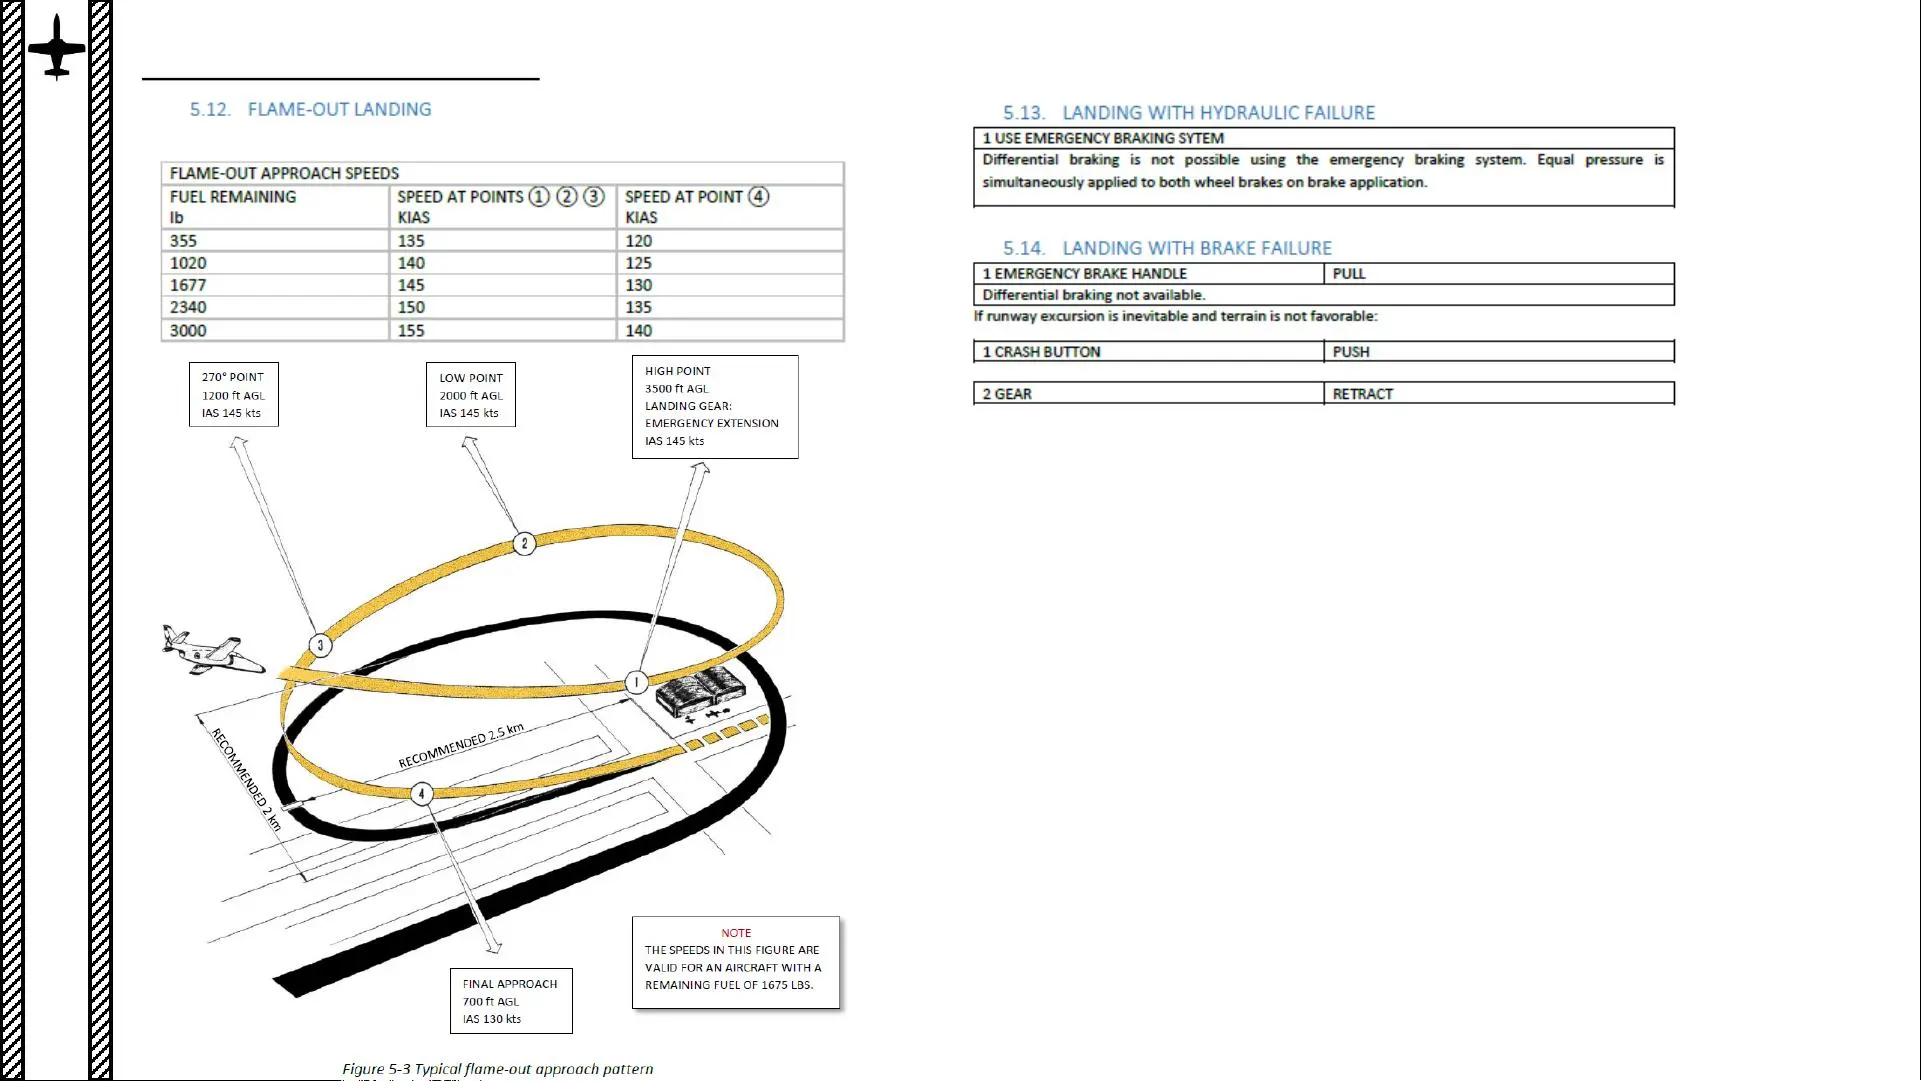 5.12. FLAME-OUT LANDING
FLAME-OUT APPROACH SPEEDS
FUEL REMAINING
lb
SPEED AT POINTS ① ② ③
KIAS
SPEED AT POINT ④
KIAS
355 135 120
1020 140 125
1677 145 130
2340 150 135
3000 155 140
270° POINT
1200 ft AGL
IAS 145 kts
LOW POINT
2000 ft AGL
IAS 145 kts
HIGH POINT
3500 ft AGL
LANDING GEAR:
EMERGENCY EXTENSION
IAS 145 kts
2
3
1
RECOMMENDED 2.5 km
RECOMMENDED 2 km
4
FINAL APPROACH
700 ft AGL
IAS 130 kts
NOTE
THE SPEEDS IN THIS FIGURE ARE
VALID FOR AN AIRCRAFT WITH A
REMAINING FUEL OF 1675 LBS.
Figure 5-3 Typical flame-out approach pattern
5.13. LANDING WITH HYDRAULIC FAILURE
1 USE EMERGENCY BRAKING SYTEM
Differential braking is not possible using the emergency braking system. Equal pressure is
simultaneously applied to both wheel brakes on brake application.
5.14. LANDING WITH BRAKE FAILURE
1 EMERGENCY BRAKE HANDLE PULL
Differential braking not available.
If runway excursion is inevitable and terrain is not favorable:
1 CRASH BUTTON PUSH
2 GEAR RETRACT